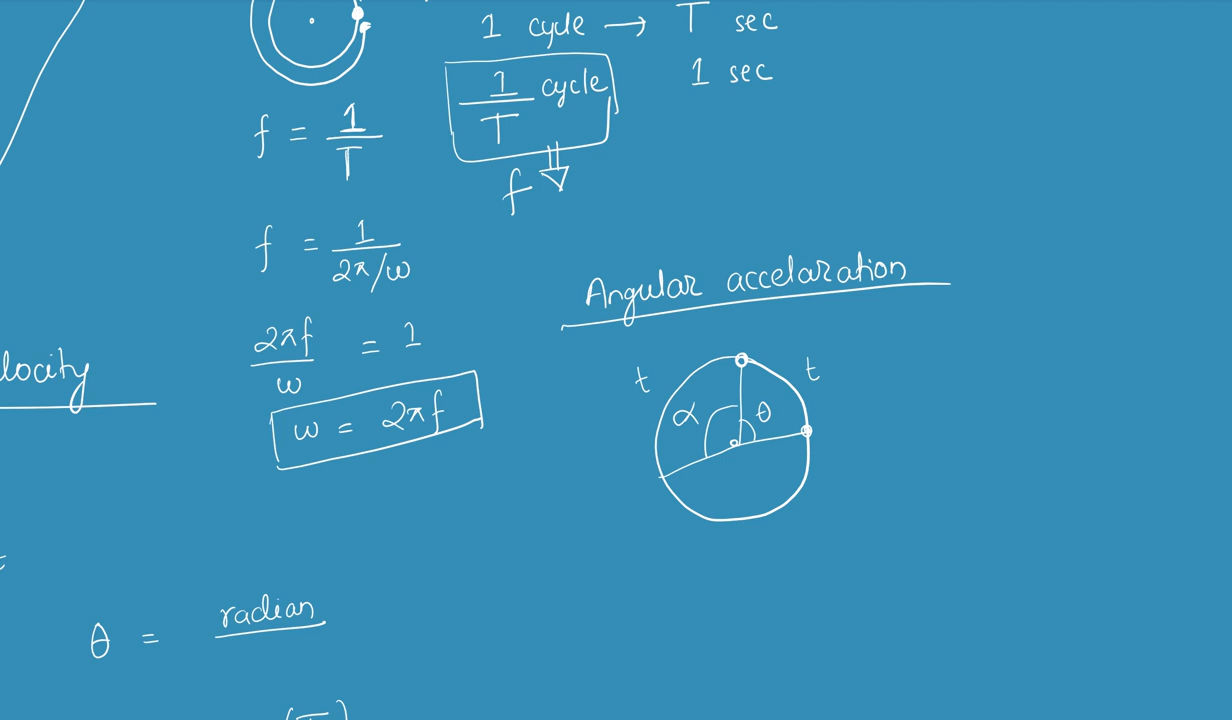 1 cycle → T sec
1/T cycle 1 sec
f = 1/T
f
f = 1/(2π/ω)
Angular accelaration
2πf/ω = 1
locity
t t
α θ
ω = 2πf
θ = radian